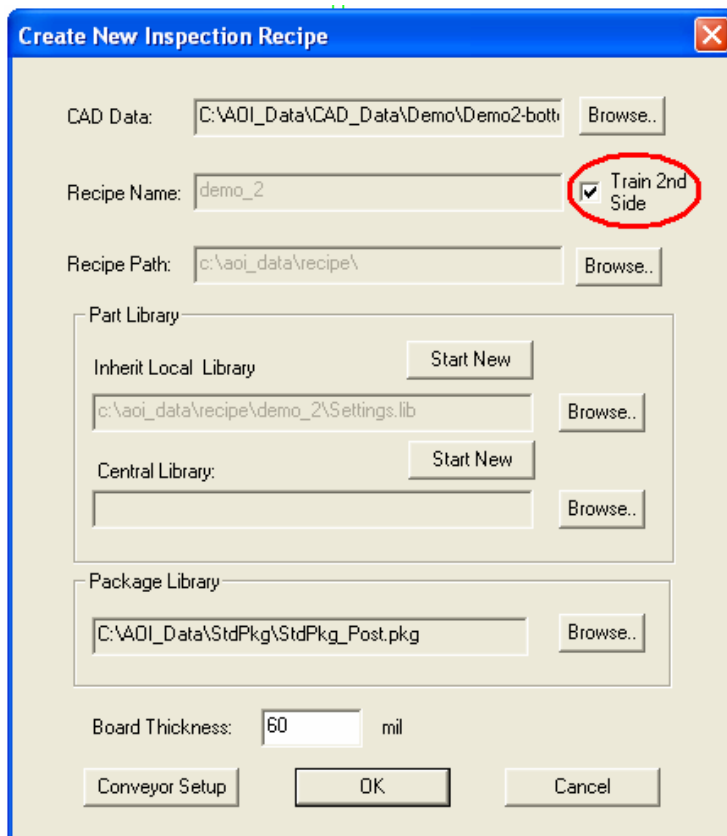 Create New Inspection Recipe
CAD Data: C:\AOI_Data\CAD_Data\Demo\Demo2-botto Browse..
Recipe Name: demo_2 Train 2nd Side
Recipe Path: c:\aoi_data\recipe\ Browse..
Part Library
Inherit Local Library Start New
c:\aoi_data\recipe\demo_2\Settings.lib Browse..
Central Library: Start New
Browse..
Package Library
C:\AOI_Data\StdPkg\StdPkg_Post.pkg Browse..
Board Thickness: 60 mil
Conveyor Setup OK Cancel